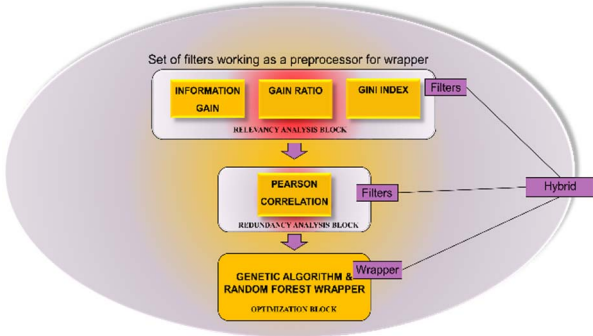 Set of filters working as a preprocessor for wrapper
INFORMATION
GAIN
GAIN RATIO
GINI INDEX
Filters
RELEVANCY ANALYSIS BLOCK
PEARSON
CORRELATION
Filters
Hybrid
REDUNDANCY ANALYSIS BLOCK
Wrapper
GENETIC ALGORITHM &
RANDOM FOREST WRAPPER
OPTIMIZATION BLOCK